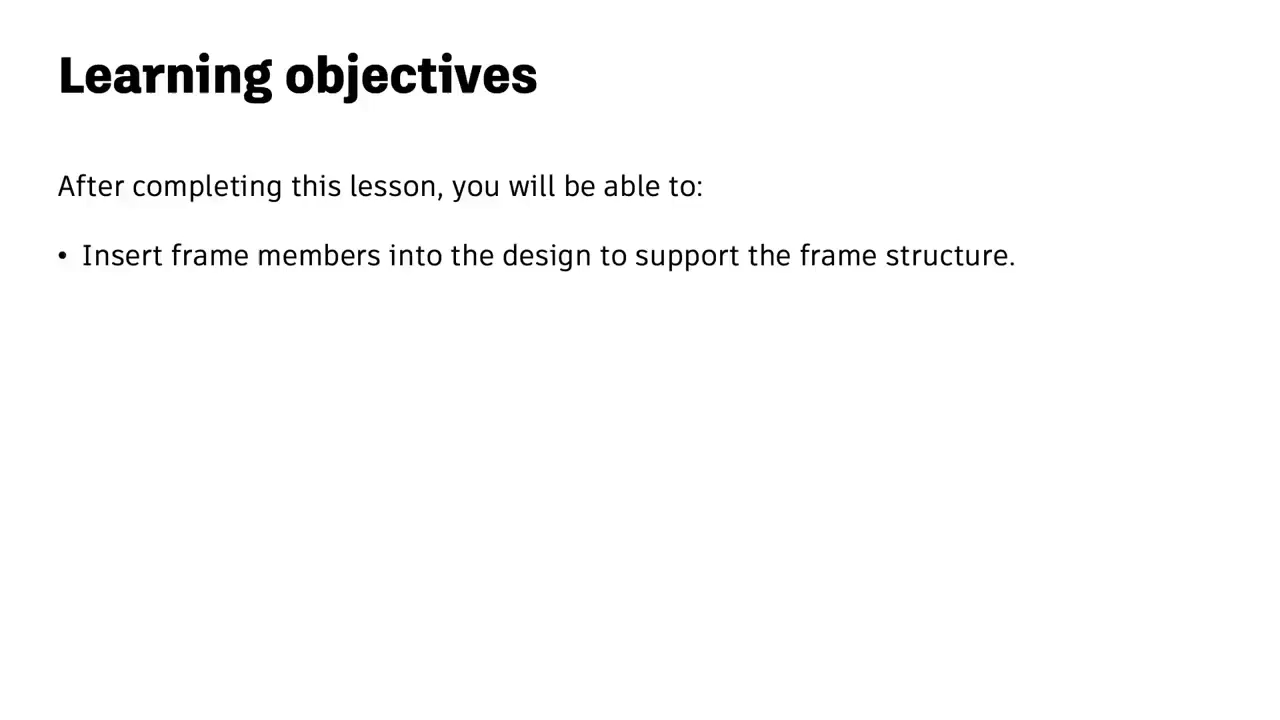 Learning objectives
After completing this lesson, you will be able to:
• Insert frame members into the design to support the frame structure.